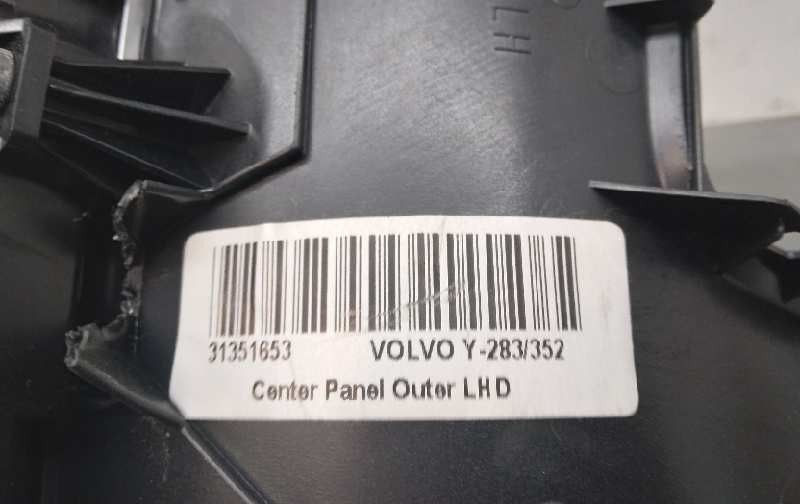 LH
31351653 VOLVO Y-283/352
Center Panel Outer LHD